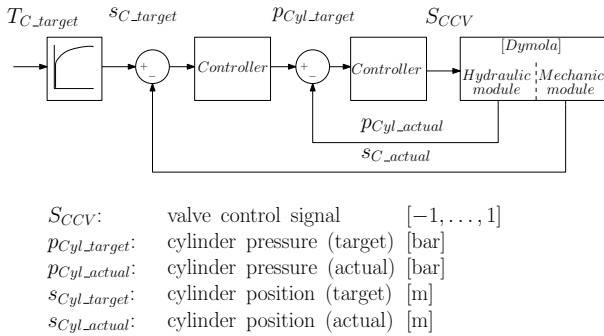 T_C_target s_C_target p_Cyl_target S_CCV
[Dymola]
+ − Controller + − Controller Hydraulic module Mechanic module
p_Cyl_actual
s_C_actual
S_CCV: valve control signal [−1, . . . , 1]
p_Cyl_target: cylinder pressure (target) [bar]
p_Cyl_actual: cylinder pressure (actual) [bar]
s_Cyl_target: cylinder position (target) [m]
s_Cyl_actual: cylinder position (actual) [m]